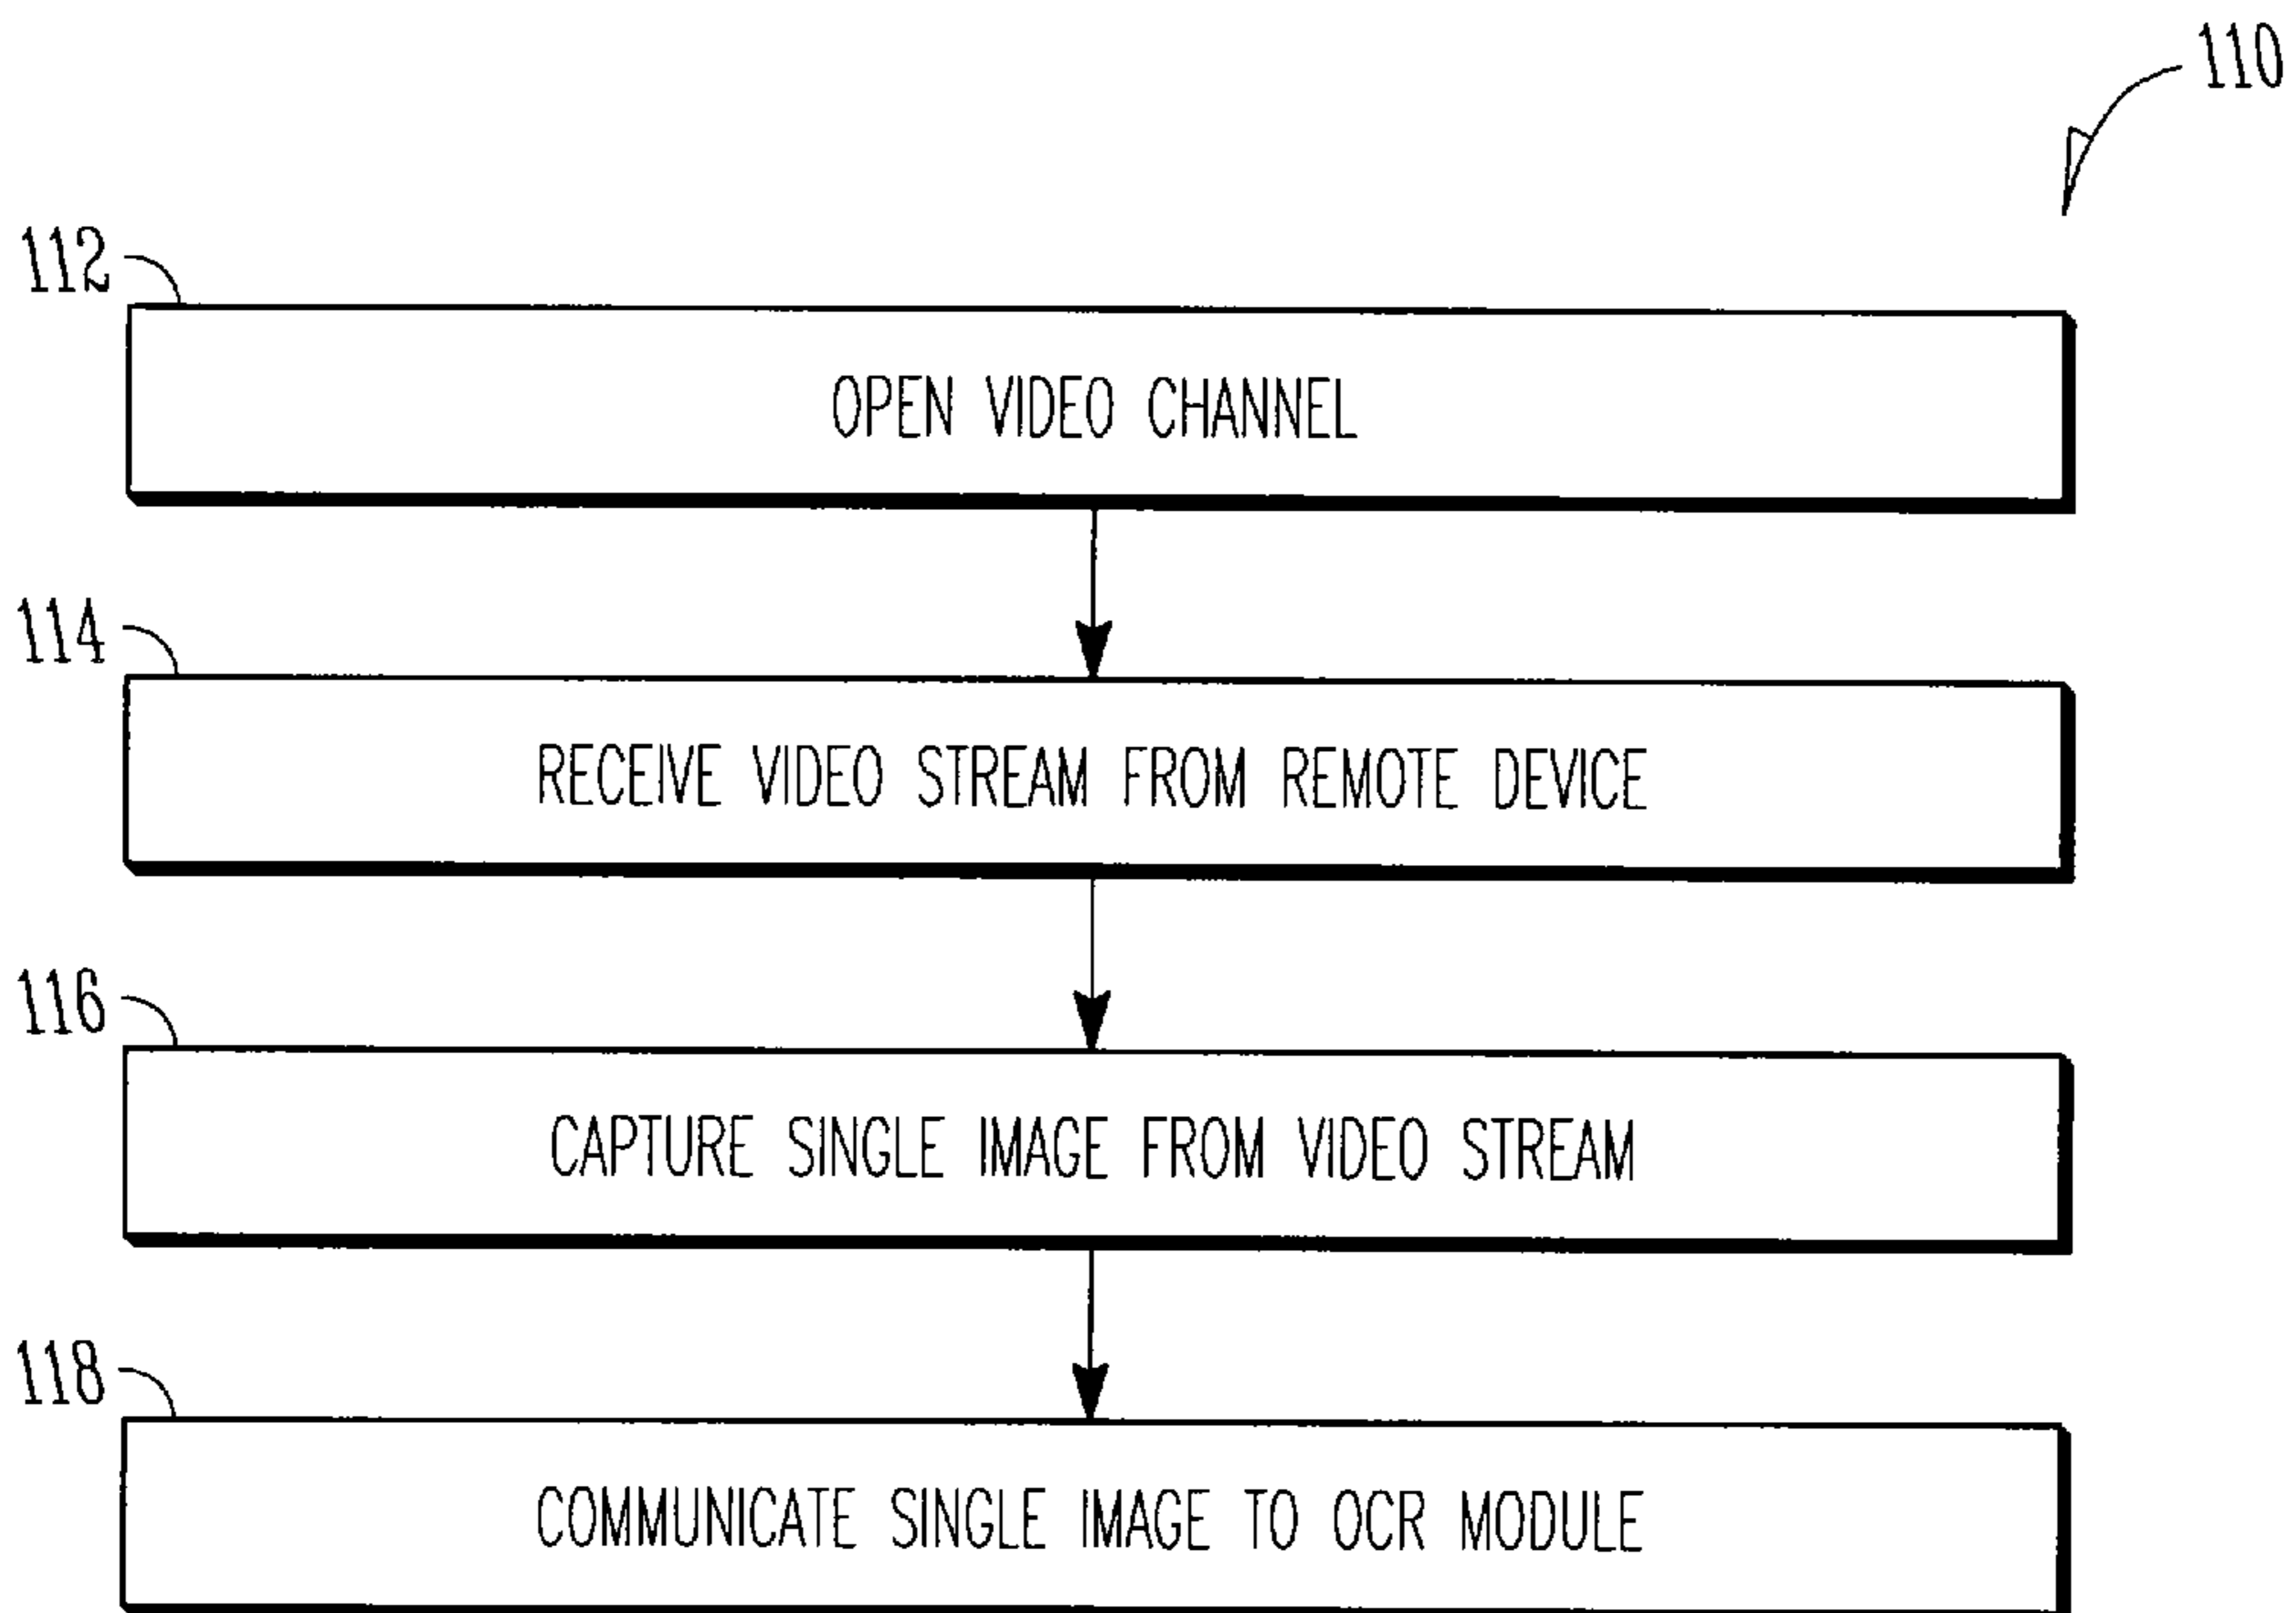 110
112
OPEN VIDEO CHANNEL
114
RECEIVE VIDEO STREAM FROM REMOTE DEVICE
116
CAPTURE SINGLE IMAGE FROM VIDEO STREAM
118
COMMUNICATE SINGLE IMAGE TO OCR MODULE